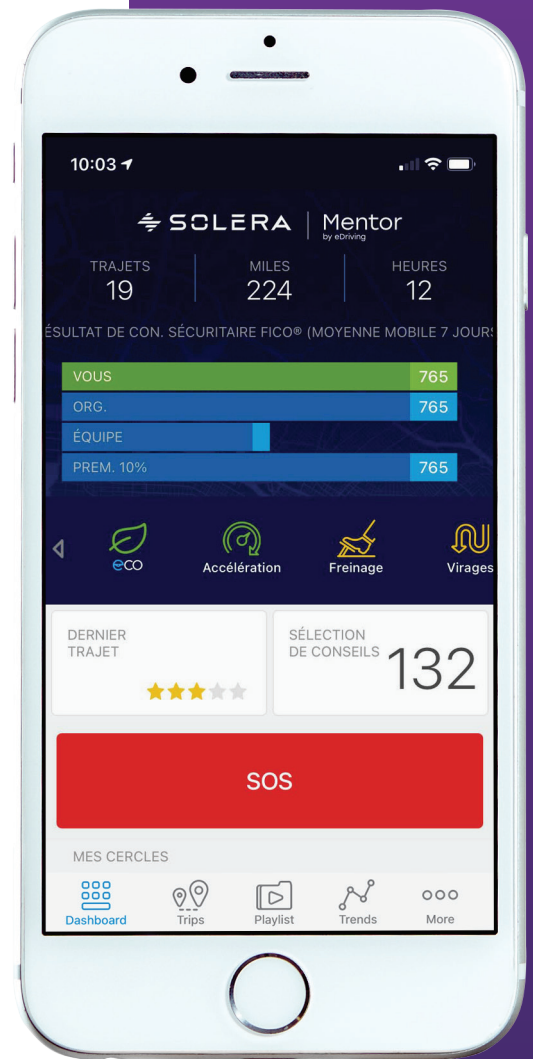 10:03
SOLERA | Mentor
by eDriving
TRAJETS MILES HEURES
19 224 12
ÉSULTAT DE CON. SÉCURITAIRE FICO® (MOYENNE MOBILE 7 JOURS
VOUS 765
ORG. 765
ÉQUIPE
PREM. 10% 765
eco Accélération Freinage Virages
DERNIER
TRAJET
SÉLECTION
DE CONSEILS 132
SOS
MES CERCLES
Dashboard Trips Playlist Trends More